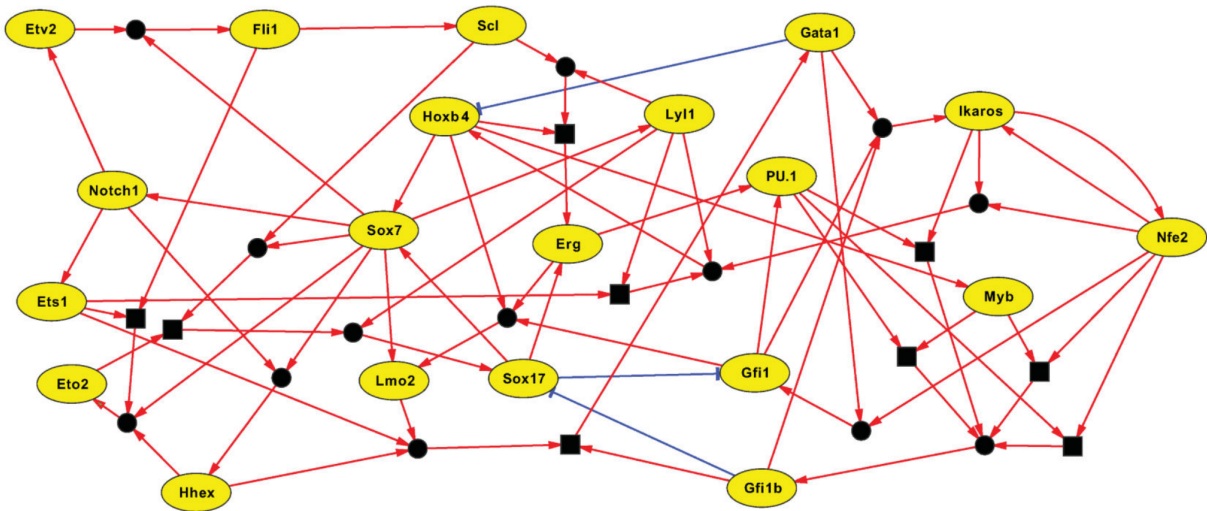 Etv2
Fli1
Scl
Gata1
Hoxb4
Lyl1
Ikaros
Notch1
PU.1
Sox7
Erg
Nfe2
Ets1
Myb
Eto2
Lmo2
Sox17
Gfi1
Hhex
Gfi1b